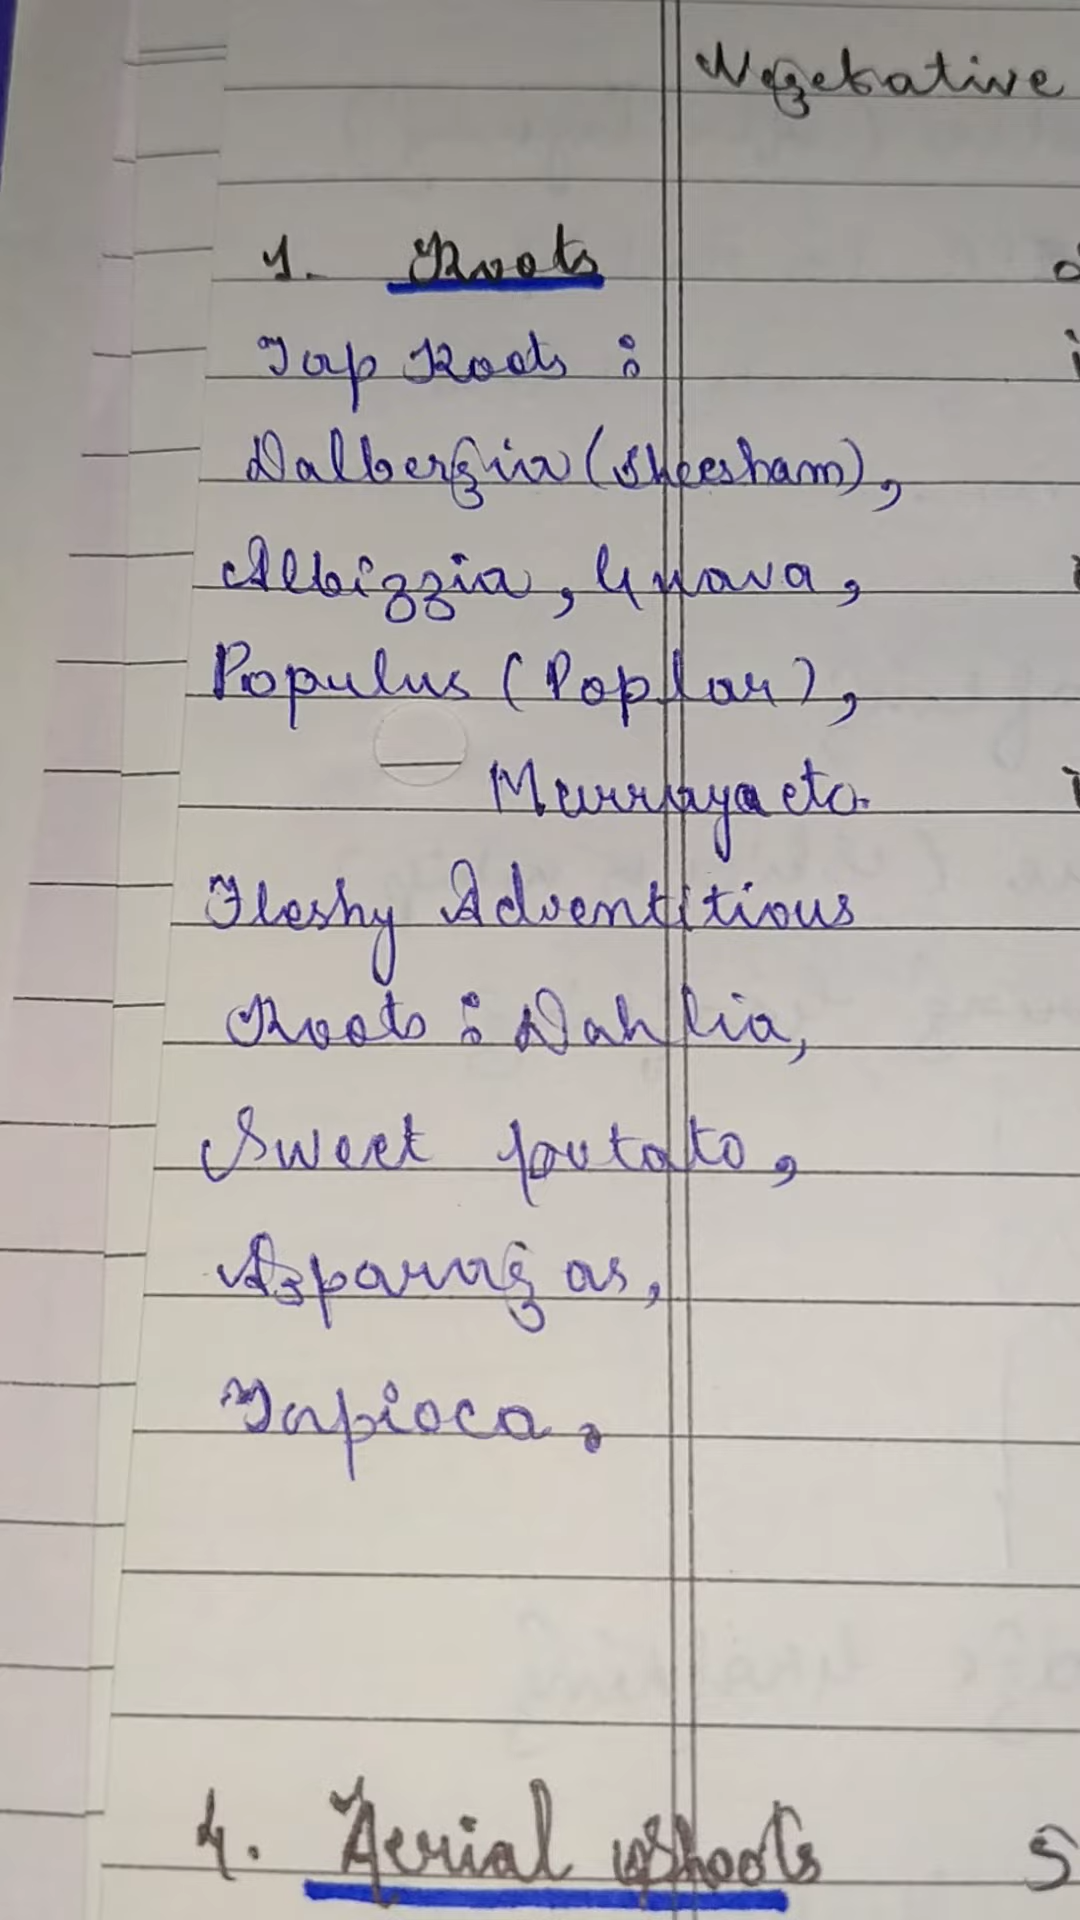 Vegetative
1. Roots
Tap Roots :
Dalbergia (Sheesham),
Albizzia, Guava,
Populus (Poplar),
Murraya etc.
Fleshy Adventitious
Roots : Dahlia,
Sweet potato,
Asparagas,
Tapioca.
4. Aerial Shoots